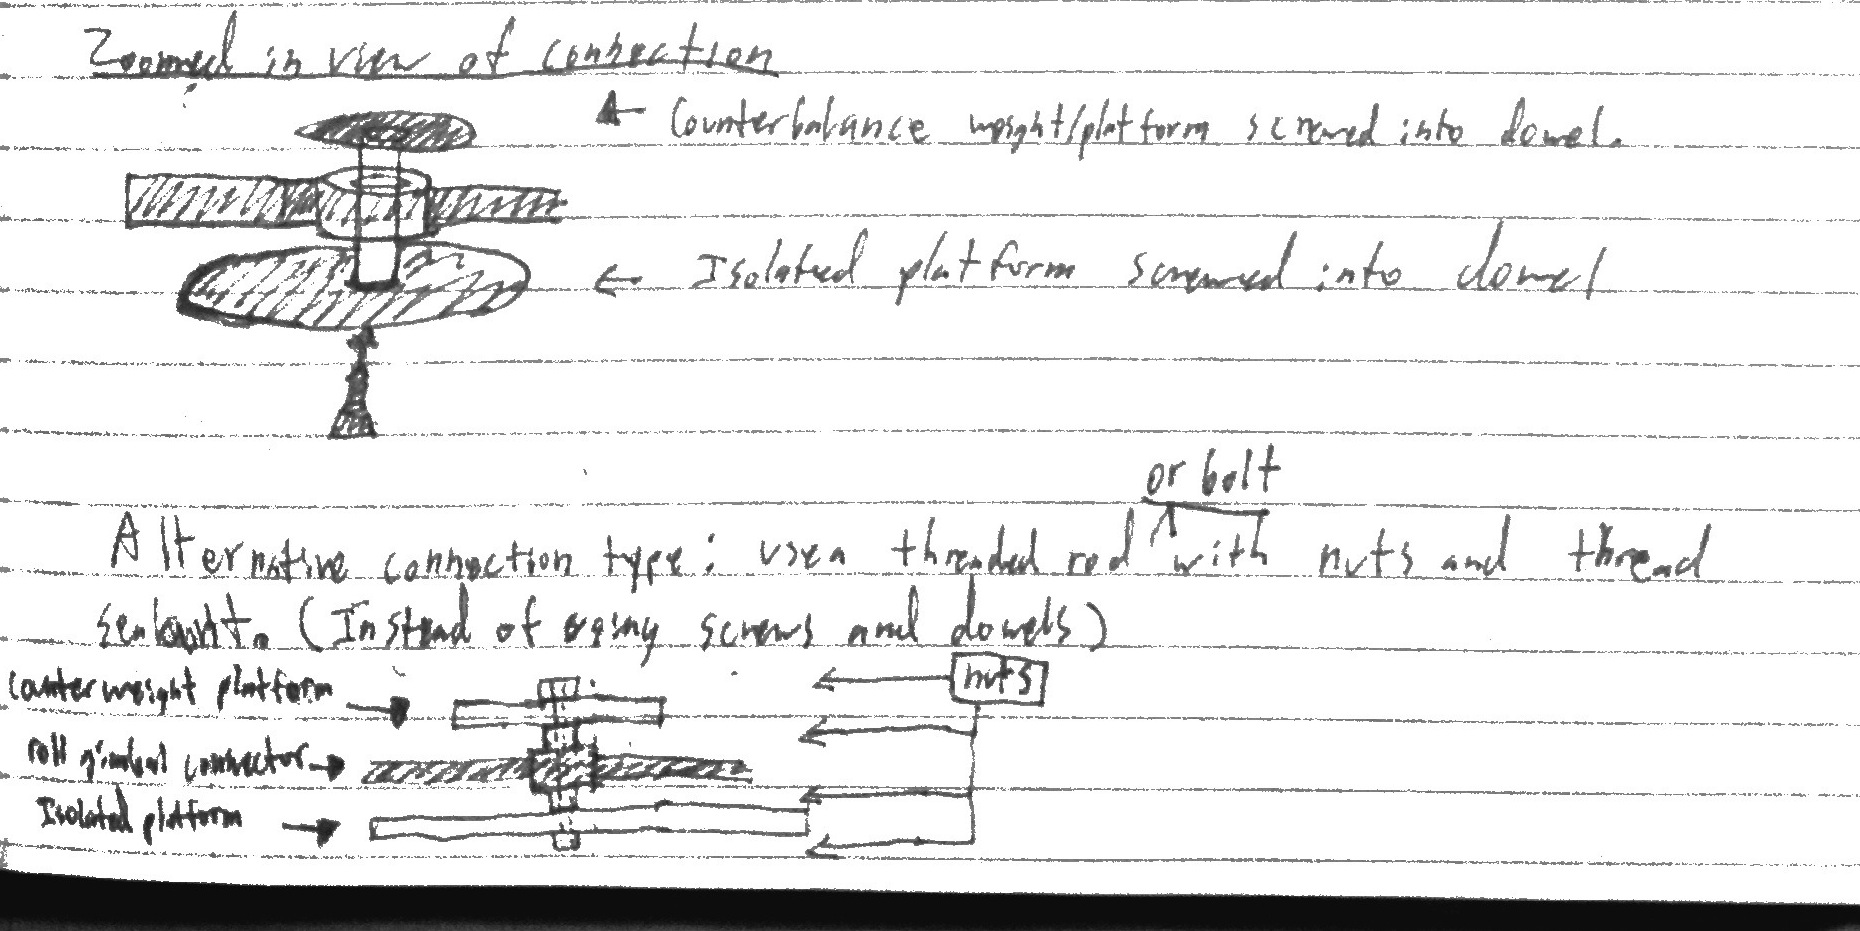 Zoomed in view of connection
← Counterbalance weight/platform screwed into dowel.
← Isolated platform screwed into dowel
or bolt
Alternative connection type: use a threaded rod ^ with nuts and thread
sealant. (Instead of using screws and dowels)
Counterweight platform →
nuts
roll gimbal connector →
Isolated platform →